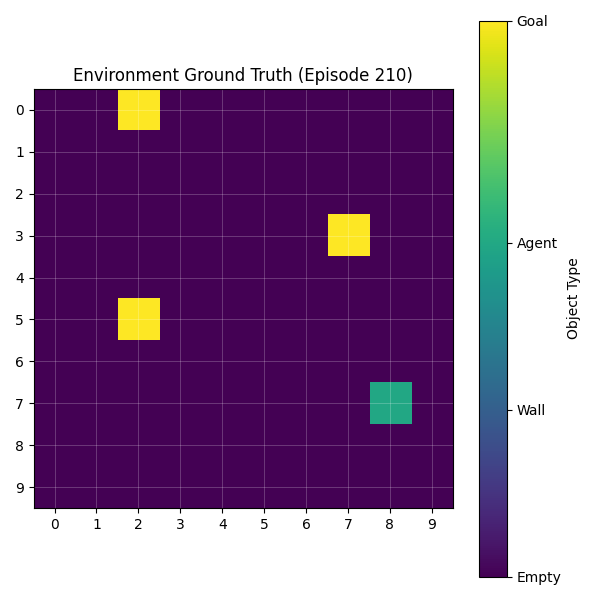 Environment Ground Truth (Episode 210)
Goal
Agent
Wall
Empty
Object Type
0
1
2
3
4
5
6
7
8
9
0 1 2 3 4 5 6 7 8 9